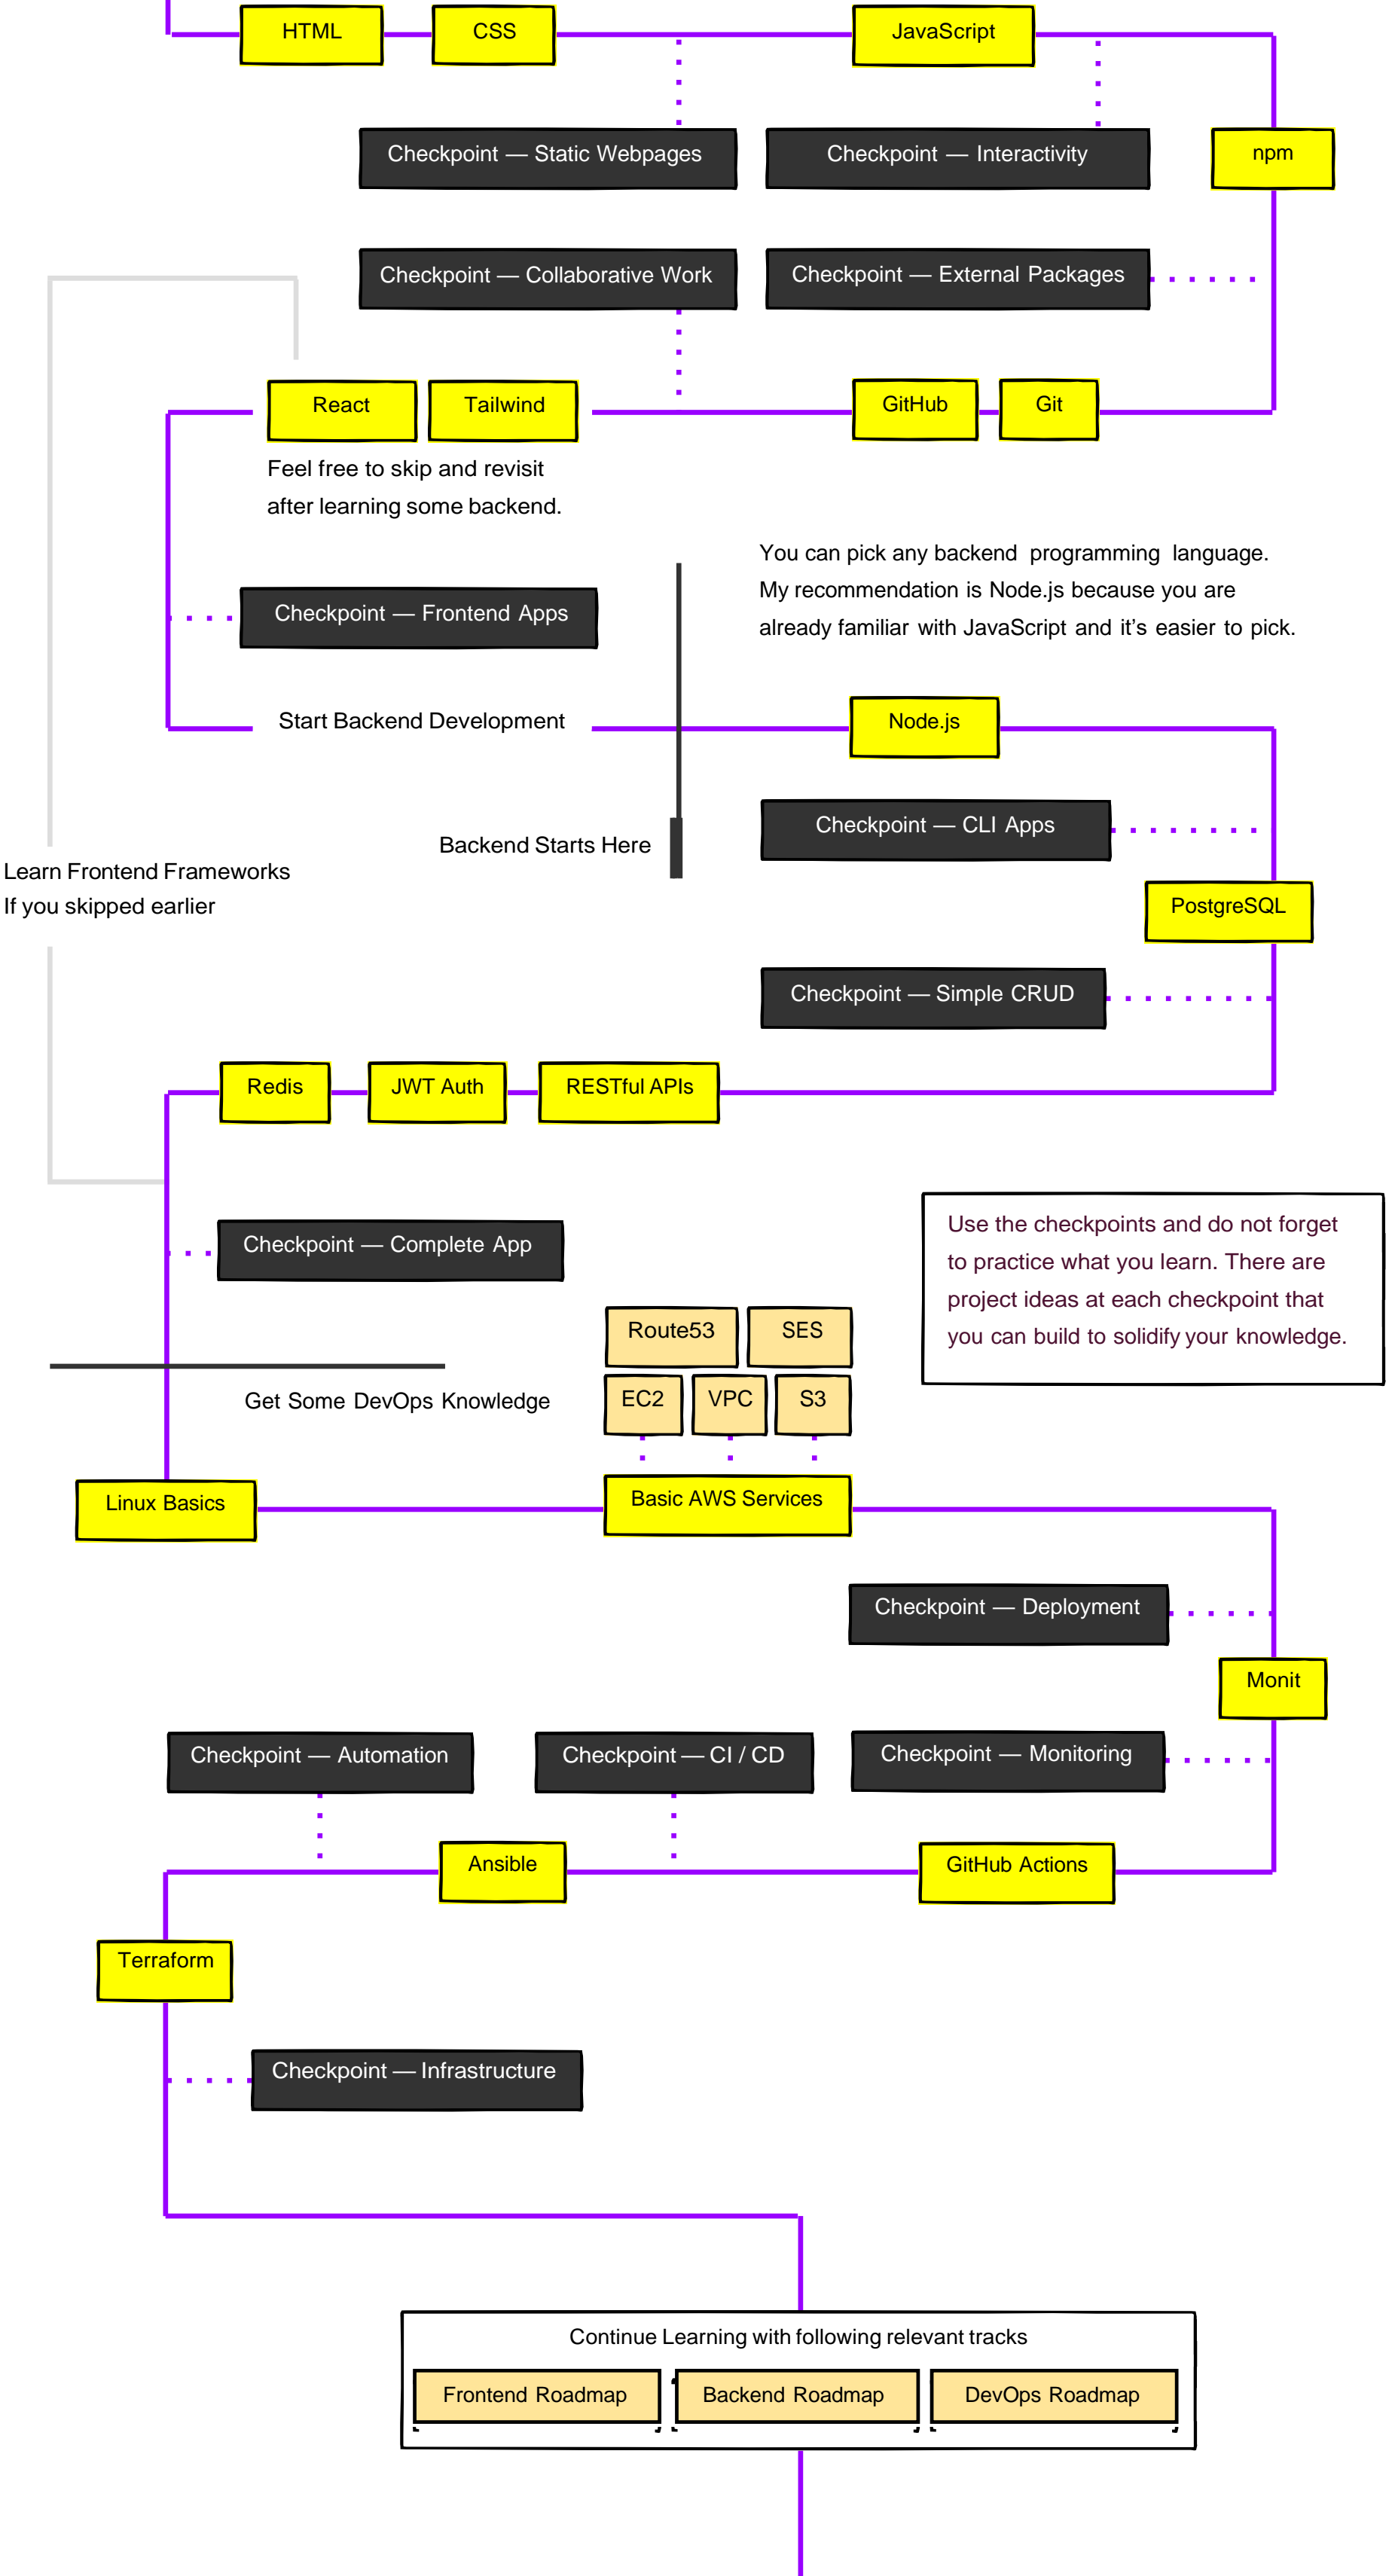 HTML
CSS
JavaScript
Checkpoint — Static Webpages
Checkpoint — Interactivity
npm
Checkpoint — Collaborative Work
Checkpoint — External Packages
React
Tailwind
GitHub
Git
Feel free to skip and revisit
after learning some backend.
You can pick any backend programming language.
My recommendation is Node.js because you are
already familiar with JavaScript and it’s easier to pick.
Checkpoint — Frontend Apps
Start Backend Development
Node.js
Checkpoint — CLI Apps
Backend Starts Here
Learn Frontend Frameworks
If you skipped earlier
PostgreSQL
Checkpoint — Simple CRUD
Redis
JWT Auth
RESTful APIs
Checkpoint — Complete App
Use the checkpoints and do not forget
to practice what you learn. There are
project ideas at each checkpoint that
you can build to solidify your knowledge.
Route53
SES
Get Some DevOps Knowledge
EC2
VPC
S3
Linux Basics
Basic AWS Services
Checkpoint — Deployment
Monit
Checkpoint — Automation
Checkpoint — CI / CD
Checkpoint — Monitoring
Ansible
GitHub Actions
Terraform
Checkpoint — Infrastructure
Continue Learning with following relevant tracks
Frontend Roadmap
Backend Roadmap
DevOps Roadmap